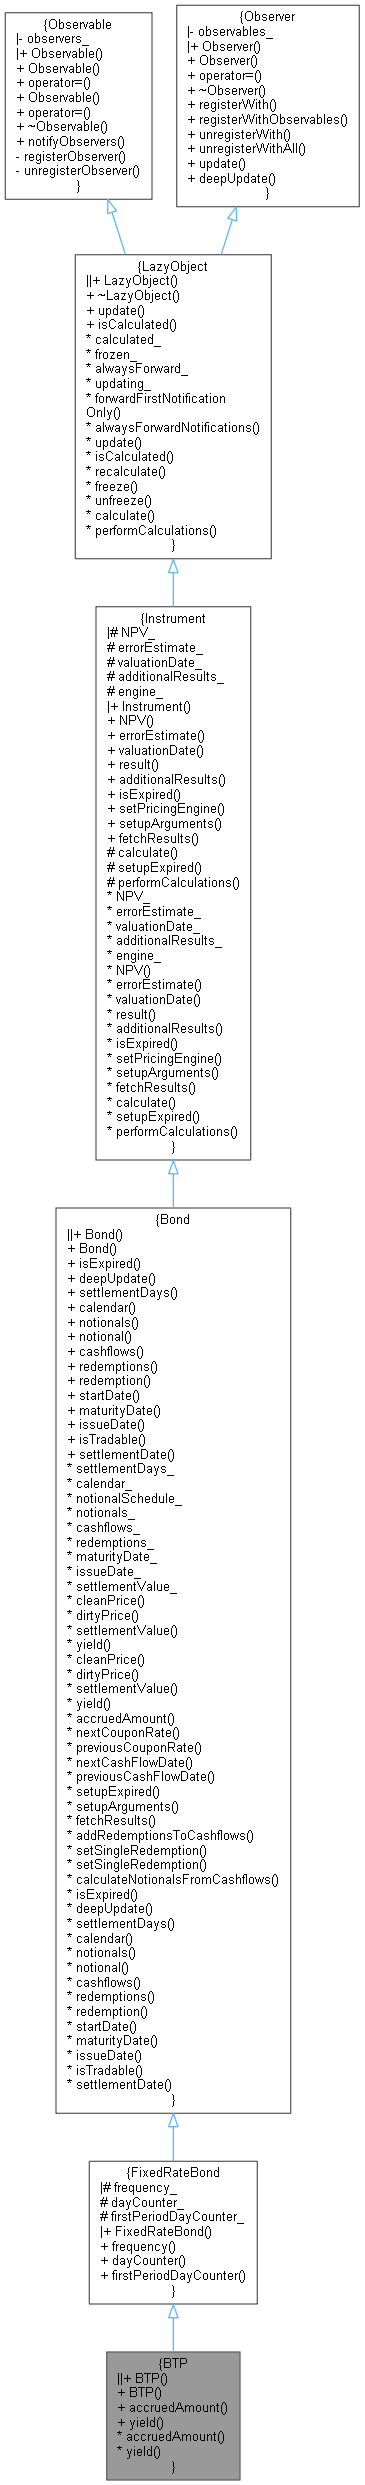 {Observable
|- observers_
|+ Observable()
+ Observable()
+ operator=()
+ Observable()
+ operator=()
+ ~Observable()
+ notifyObservers()
- registerObserver()
- unregisterObserver()
}
{Observer
|- observables_
|+ Observer()
+ Observer()
+ operator=()
+ ~Observer()
+ registerWith()
+ registerWithObservables()
+ unregisterWith()
+ unregisterWithAll()
+ update()
+ deepUpdate()
}
{LazyObject
||+ LazyObject()
+ ~LazyObject()
+ update()
+ isCalculated()
* calculated_
* frozen_
* alwaysForward_
* updating_
* forwardFirstNotification
Only()
* alwaysForwardNotifications()
* update()
* isCalculated()
* recalculate()
* freeze()
* unfreeze()
* calculate()
* performCalculations()
}
{Instrument
|# NPV_
# errorEstimate_
# valuationDate_
# additionalResults_
# engine_
|+ Instrument()
+ NPV()
+ errorEstimate()
+ valuationDate()
+ result()
+ additionalResults()
+ isExpired()
+ setPricingEngine()
+ setupArguments()
+ fetchResults()
# calculate()
# setupExpired()
# performCalculations()
* NPV_
* errorEstimate_
* valuationDate_
* additionalResults_
* engine_
* NPV()
* errorEstimate()
* valuationDate()
* result()
* additionalResults()
* isExpired()
* setPricingEngine()
* setupArguments()
* fetchResults()
* calculate()
* setupExpired()
* performCalculations()
}
{Bond
||+ Bond()
+ Bond()
+ isExpired()
+ deepUpdate()
+ settlementDays()
+ calendar()
+ notionals()
+ notional()
+ cashflows()
+ redemptions()
+ redemption()
+ startDate()
+ maturityDate()
+ issueDate()
+ isTradable()
+ settlementDate()
* settlementDays_
* calendar_
* notionalSchedule_
* notionals_
* cashflows_
* redemptions_
* maturityDate_
* issueDate_
* settlementValue_
* cleanPrice()
* dirtyPrice()
* settlementValue()
* yield()
* cleanPrice()
* dirtyPrice()
* settlementValue()
* yield()
* accruedAmount()
* nextCouponRate()
* previousCouponRate()
* nextCashFlowDate()
* previousCashFlowDate()
* setupExpired()
* setupArguments()
* fetchResults()
* addRedemptionsToCashflows()
* setSingleRedemption()
* setSingleRedemption()
* calculateNotionalsFromCashflows()
* isExpired()
* deepUpdate()
* settlementDays()
* calendar()
* notionals()
* notional()
* cashflows()
* redemptions()
* redemption()
* startDate()
* maturityDate()
* issueDate()
* isTradable()
* settlementDate()
}
{FixedRateBond
|# frequency_
# dayCounter_
# firstPeriodDayCounter_
|+ FixedRateBond()
+ frequency()
+ dayCounter()
+ firstPeriodDayCounter()
}
{BTP
||+ BTP()
+ BTP()
+ accruedAmount()
+ yield()
* accruedAmount()
* yield()
}